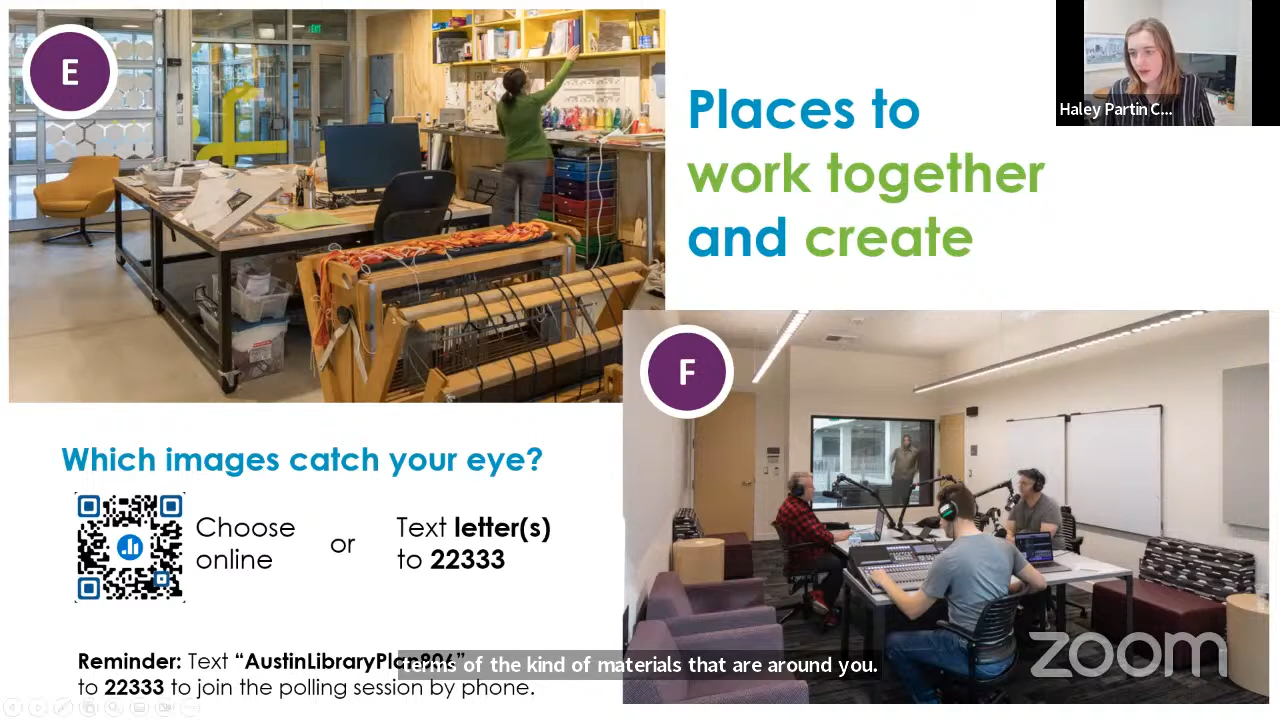 E
EXIT
Places to
work together
and create
Haley Partin C...
F
Which images catch your eye?
Choose
online
or
Text letter(s)
to 22333
Reminder: Text “AustinLibraryPlan804”
to 22333 to join the polling session by phone.
terms of the kind of materials that are around you.
zoom